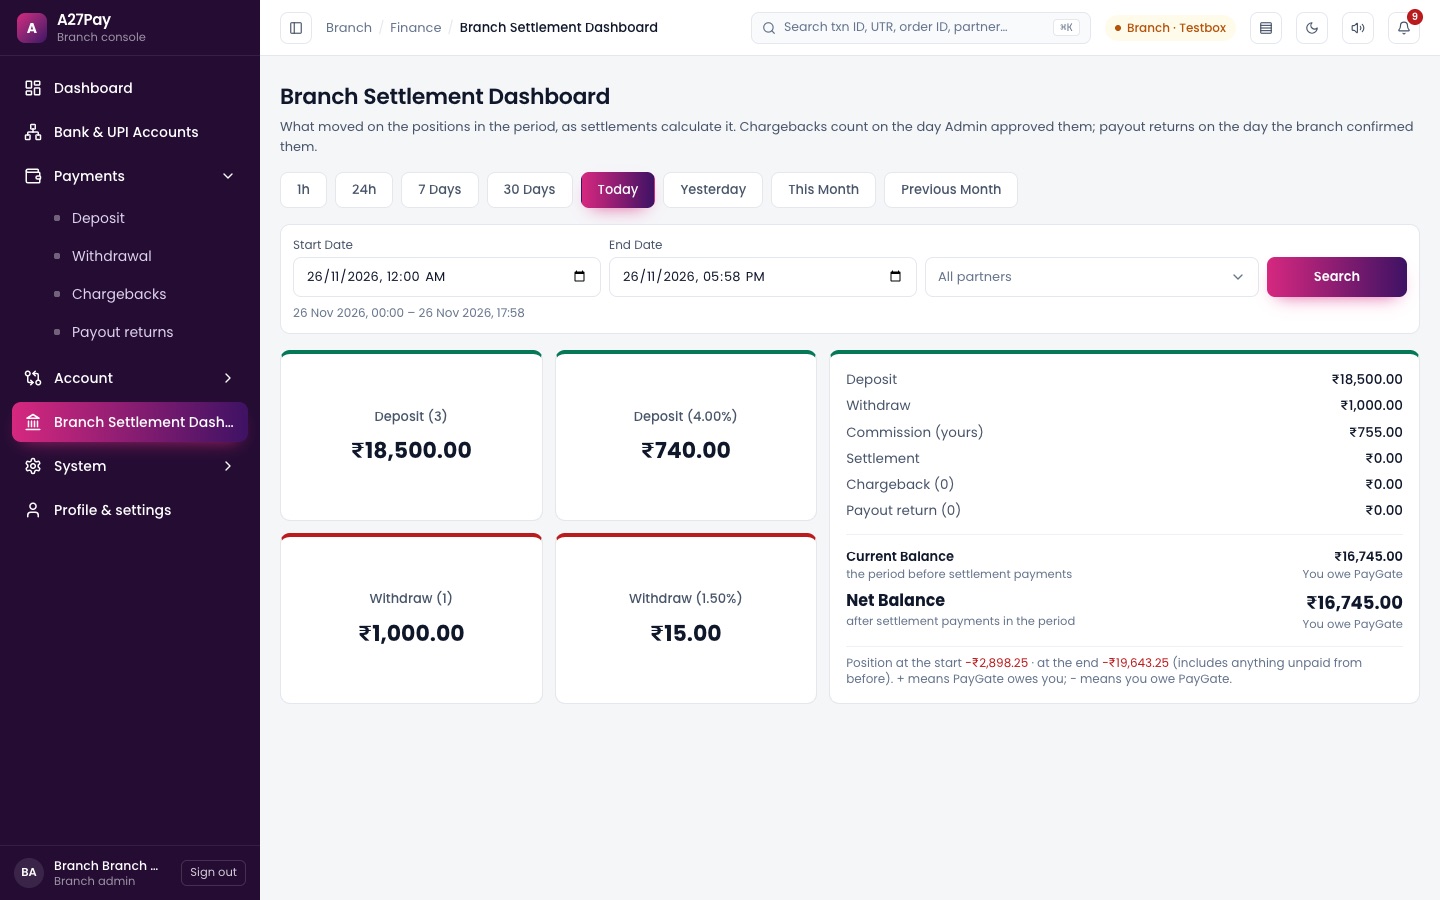 A
A27Pay
Branch console
Dashboard
Bank & UPI Accounts
Payments
Deposit
Withdrawal
Chargebacks
Payout returns
Account
Branch Settlement Dash...
System
Profile & settings
BA
Branch Branch ...
Branch admin
Sign out
Branch / Finance / Branch Settlement Dashboard
Search txn ID, UTR, order ID, partner...
⌘K
Branch · Testbox
9
Branch Settlement Dashboard
What moved on the positions in the period, as settlements calculate it. Chargebacks count on the day Admin approved them; payout returns on the day the branch confirmed
them.
1h
24h
7 Days
30 Days
Today
Yesterday
This Month
Previous Month
Start Date
End Date
26/11/2026, 12:00 AM
26/11/2026, 05:58 PM
All partners
Search
26 Nov 2026, 00:00 – 26 Nov 2026, 17:58
Deposit (3)
₹18,500.00
Deposit (4.00%)
₹740.00
Withdraw (1)
₹1,000.00
Withdraw (1.50%)
₹15.00
Deposit ₹18,500.00
Withdraw ₹1,000.00
Commission (yours) ₹755.00
Settlement ₹0.00
Chargeback (0) ₹0.00
Payout return (0) ₹0.00
Current Balance ₹16,745.00
the period before settlement payments You owe PayGate
Net Balance ₹16,745.00
after settlement payments in the period You owe PayGate
Position at the start −₹2,898.25 · at the end −₹19,643.25 (includes anything unpaid from
before). + means PayGate owes you; − means you owe PayGate.